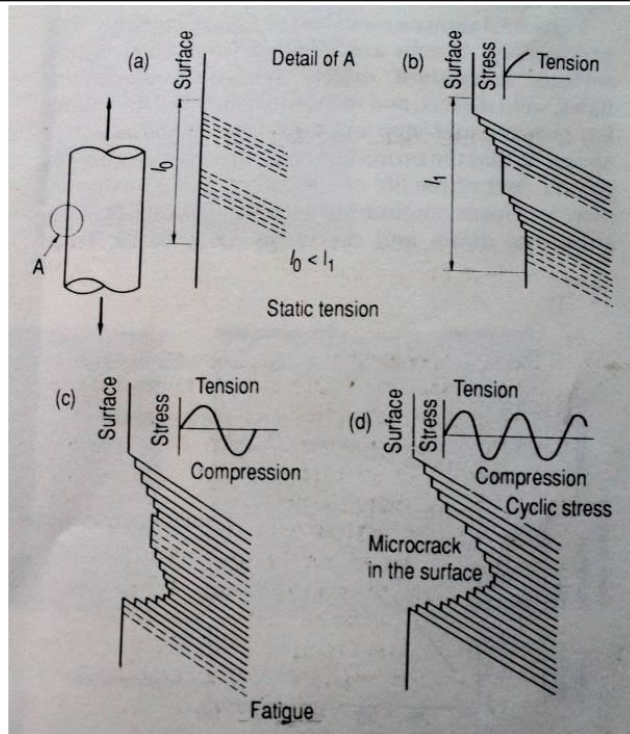 (a)
Surface
Detail of A
l0
A
l0 < l1
(b)
Surface
Stress
Tension
l1
Static tension
(c)
Surface
Stress
Tension
Compression
(d)
Surface
Stress
Tension
Compression
Cyclic stress
Microcrack
in the surface
Fatigue